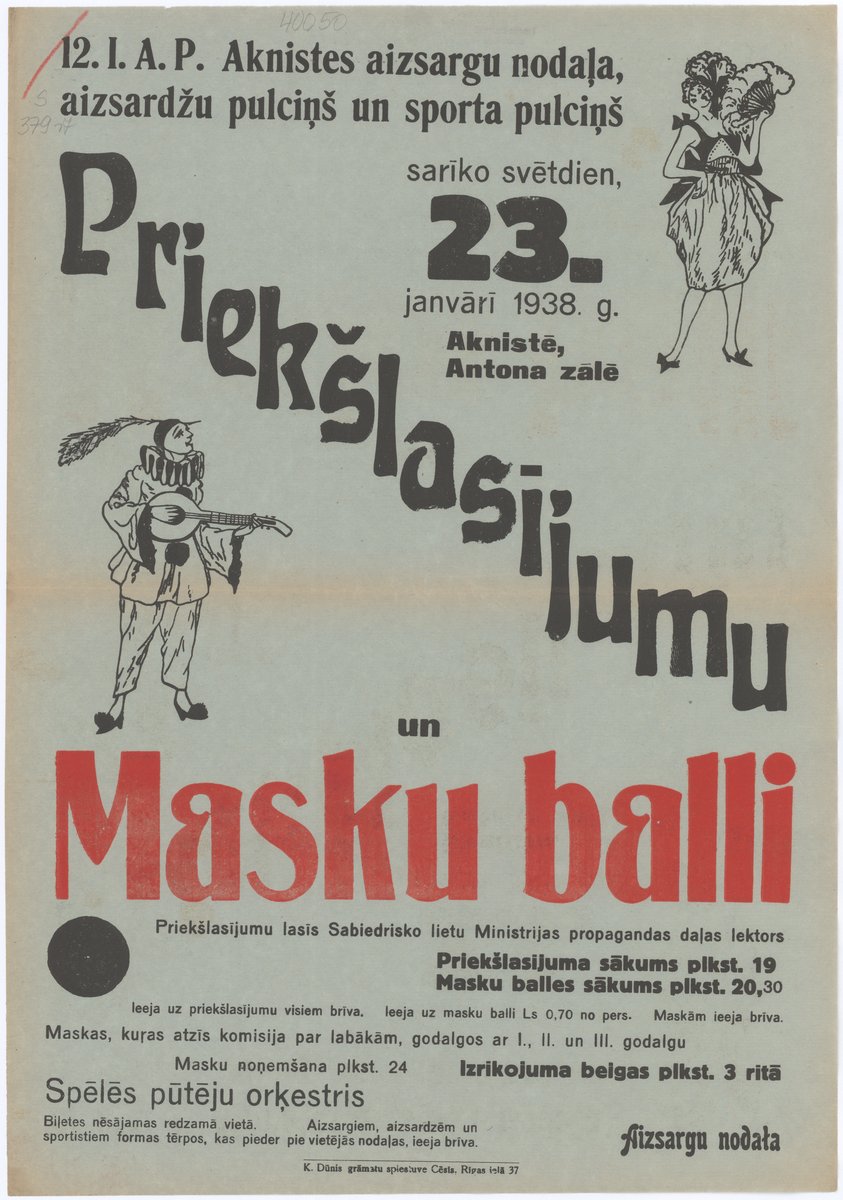 40050
S
379 17
12. I. A. P. Aknistes aizsargu nodaļa,
aizsardžu pulciņš un sporta pulciņš
sarīko svētdien,
23.
janvārī 1938. g.
Aknistē,
Antona zālē
Priekšlasījumu
un
Masku balli
Priekšlasījumu lasīs Sabiedrisko lietu Ministrijas propagandas daļas lektors
Priekšlasijuma sākums plkst. 19
Masku balles sākums plkst. 20,30
Ieeja uz priekšlasījumu visiem brīva. Ieeja uz masku balli Ls 0,70 no pers. Maskām ieeja brīva.
Maskas, kuŗas atzīs komisija par labākām, godalgos ar I., II. un III. godalgu
Masku noņemšana plkst. 24 Izrikojuma beigas plkst. 3 ritā
Spēlēs pūtēju orķestris
Biļetes nēsājamas redzamā vietā. Aizsargiem, aizsardzēm un
sportistiem formas tērpos, kas pieder pie vietējās nodaļas, ieeja brīva.
Aizsargu nodaļa
K. Dūnis grāmatu spiestuve Cēsīs. Rīgas ielā 37